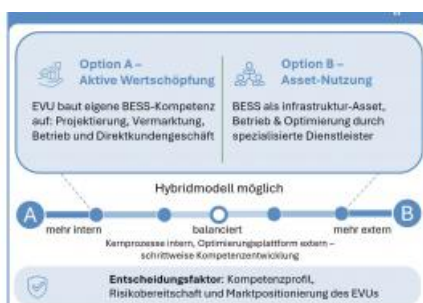 Option A –
Aktive Wertschöpfung
EVU baut eigene BESS-Kompetenz
auf: Projektierung, Vermarktung,
Betrieb und Direktkundengeschäft
Option B –
Asset-Nutzung
BESS als Infrastruktur-Asset,
Betrieb & Optimierung durch
spezialisierte Dienstleister
Hybridmodell möglich
A
B
mehr intern
balanciert
mehr extern
Kernprozesse intern, Optimierungsplattform extern –
schrittweise Kompetenzentwicklung
Entscheidungsfaktor: Kompetenzprofil,
Risikobereitschaft und Marktpositionierung des EVUs